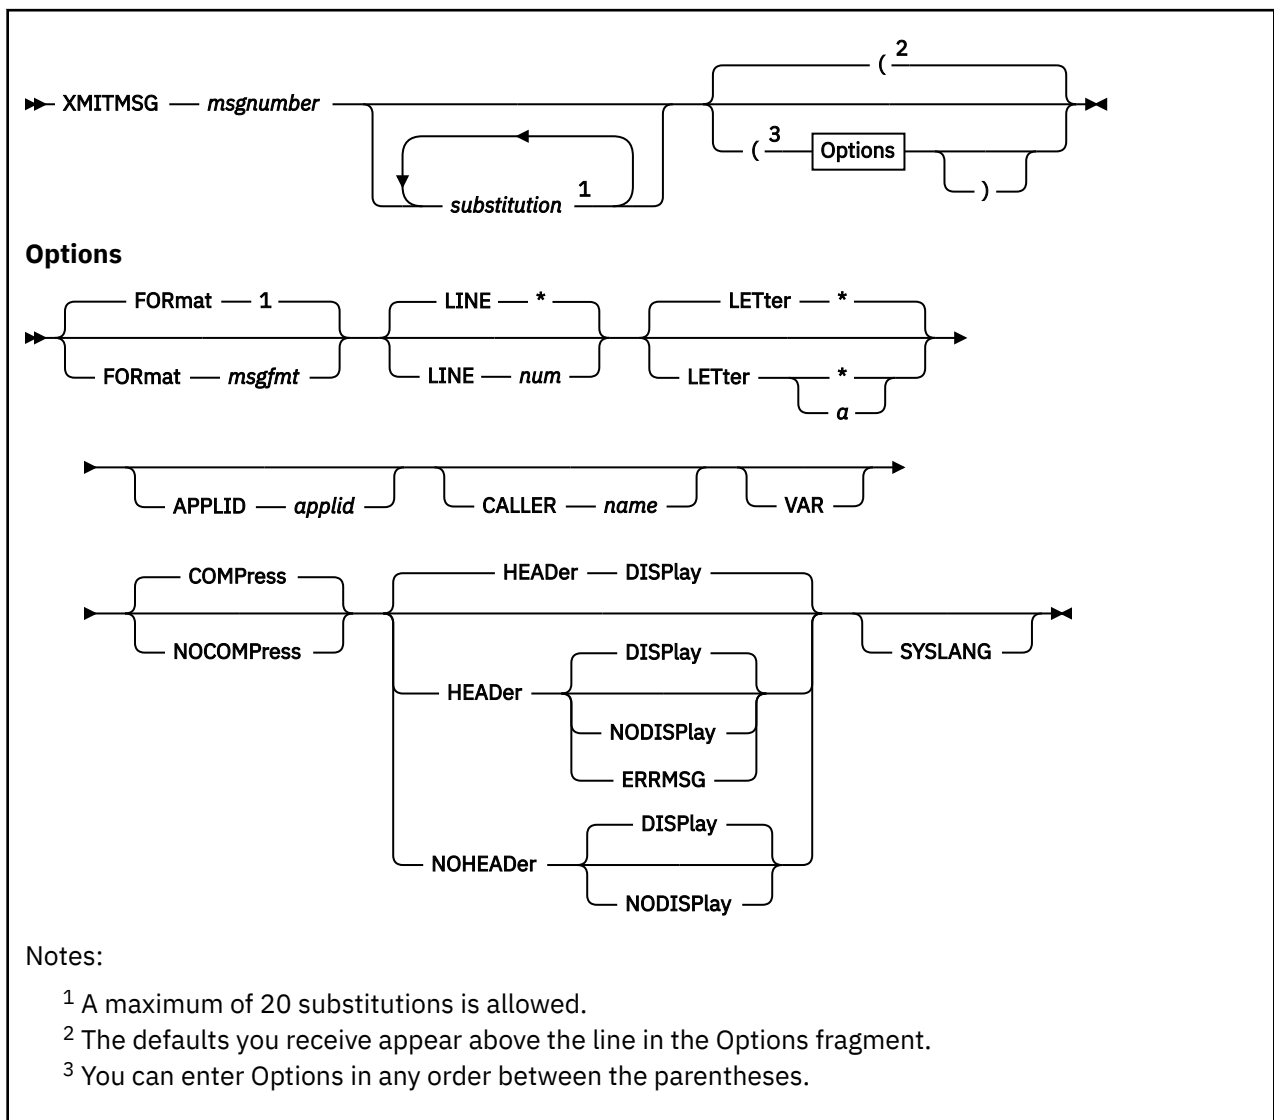 ( 2
XMITMSG msgnumber
( 3 Options
)
substitution 1
Options
FORmat 1 LINE * LETter *
FORmat msgfmt LINE num LETter *
a
APPLID applid CALLER name VAR
HEADer DISPlay
COMPress
NOCOMPress DISPlay SYSLANG
HEADer
NODISPlay
ERRMSG
DISPlay
NOHEADer
NODISPlay
Notes:
1 A maximum of 20 substitutions is allowed.
2 The defaults you receive appear above the line in the Options fragment.
3 You can enter Options in any order between the parentheses.